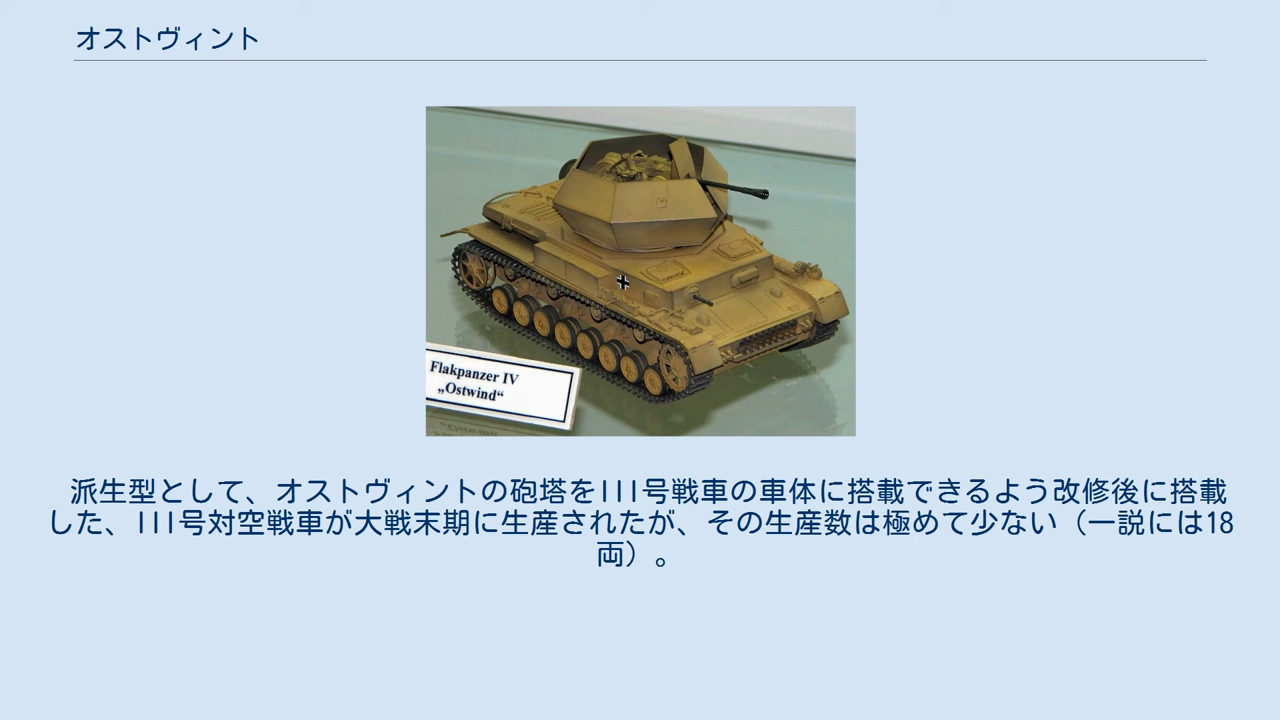 オストヴィント
Flakpanzer IV
„Ostwind“
派生型として、オストヴィントの砲塔をIII号戦車の車体に搭載できるよう改修後に搭載
した、III号対空戦車が大戦末期に生産されたが、その生産数は極めて少ない（一説には18
両）。